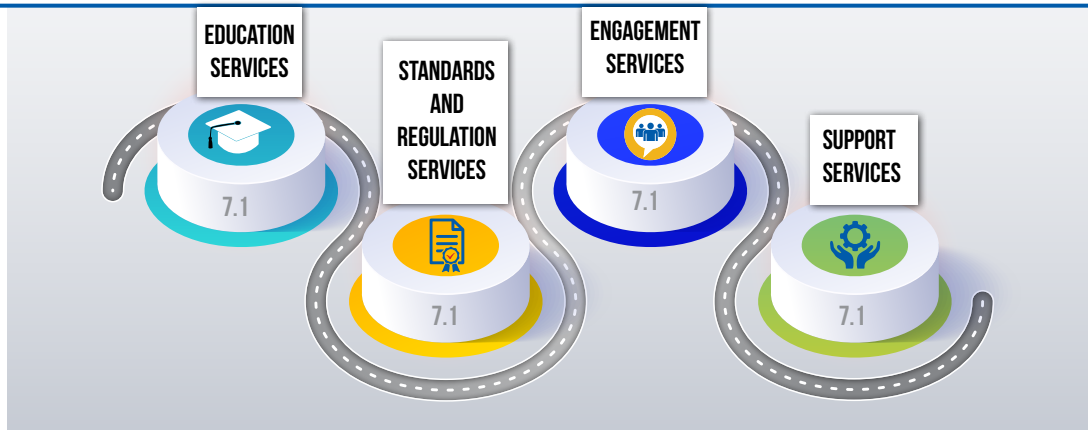 EDUCATION
SERVICES
7.1
STANDARDS
AND
REGULATION
SERVICES
7.1
ENGAGEMENT
SERVICES
7.1
SUPPORT
SERVICES
7.1